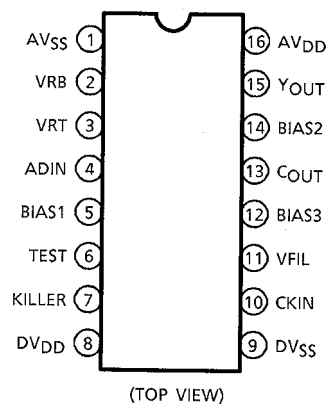 AVSS 1 16 AVDD
VRB 2 15 YOUT
VRT 3 14 BIAS2
ADIN 4 13 COUT
BIAS1 5 12 BIAS3
TEST 6 11 VFIL
KILLER 7 10 CKIN
DVDD 8 9 DVSS
(TOP VIEW)